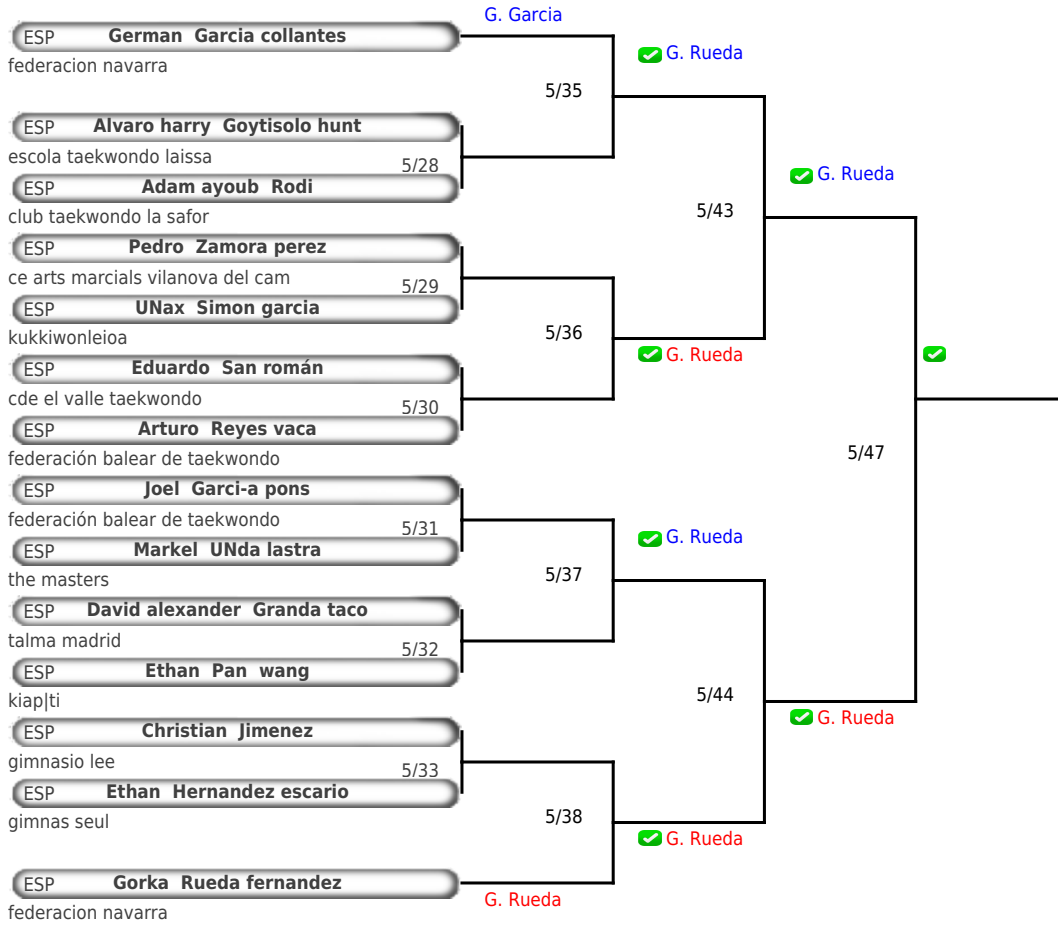 G. Garcia
ESP German Garcia collantes
federacion navarra
G. Rueda
5/35
ESP Alvaro harry Goytisolo hunt
escola taekwondo laissa
5/28
ESP Adam ayoub Rodi
G. Rueda
club taekwondo la safor
5/43
ESP Pedro Zamora perez
ce arts marcials vilanova del cam
5/29
ESP UNax Simon garcia
kukkiwonleioa
5/36
G. Rueda
ESP Eduardo San román
cde el valle taekwondo
5/30
ESP Arturo Reyes vaca
federación balear de taekwondo
5/47
ESP Joel Garci-a pons
federación balear de taekwondo
5/31
G. Rueda
ESP Markel UNda lastra
the masters
5/37
ESP David alexander Granda taco
talma madrid
5/32
ESP Ethan Pan wang
kiap|ti
5/44
G. Rueda
ESP Christian Jimenez
gimnasio lee
5/33
ESP Ethan Hernandez escario
gimnas seul
5/38
G. Rueda
ESP Gorka Rueda fernandez
G. Rueda
federacion navarra